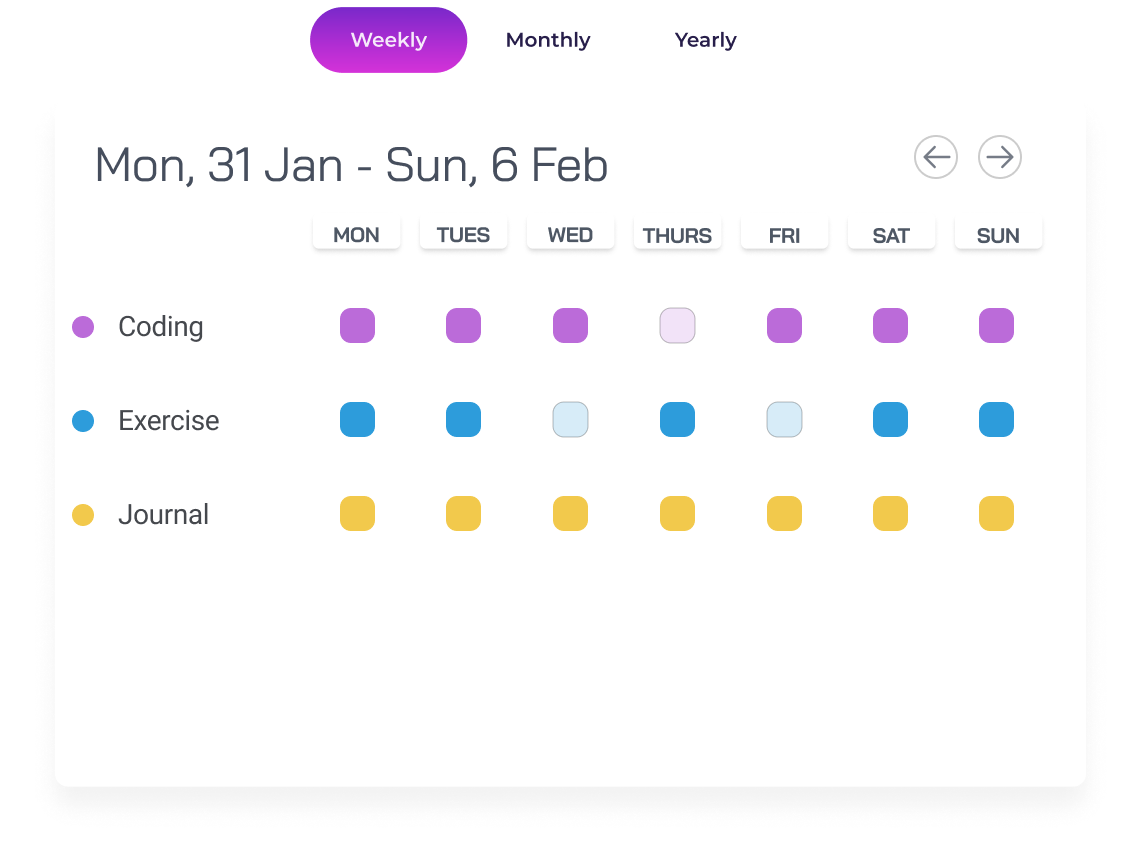 Weekly Monthly Yearly
Mon, 31 Jan - Sun, 6 Feb
MON TUES WED THURS FRI SAT SUN
Coding
Exercise
Journal